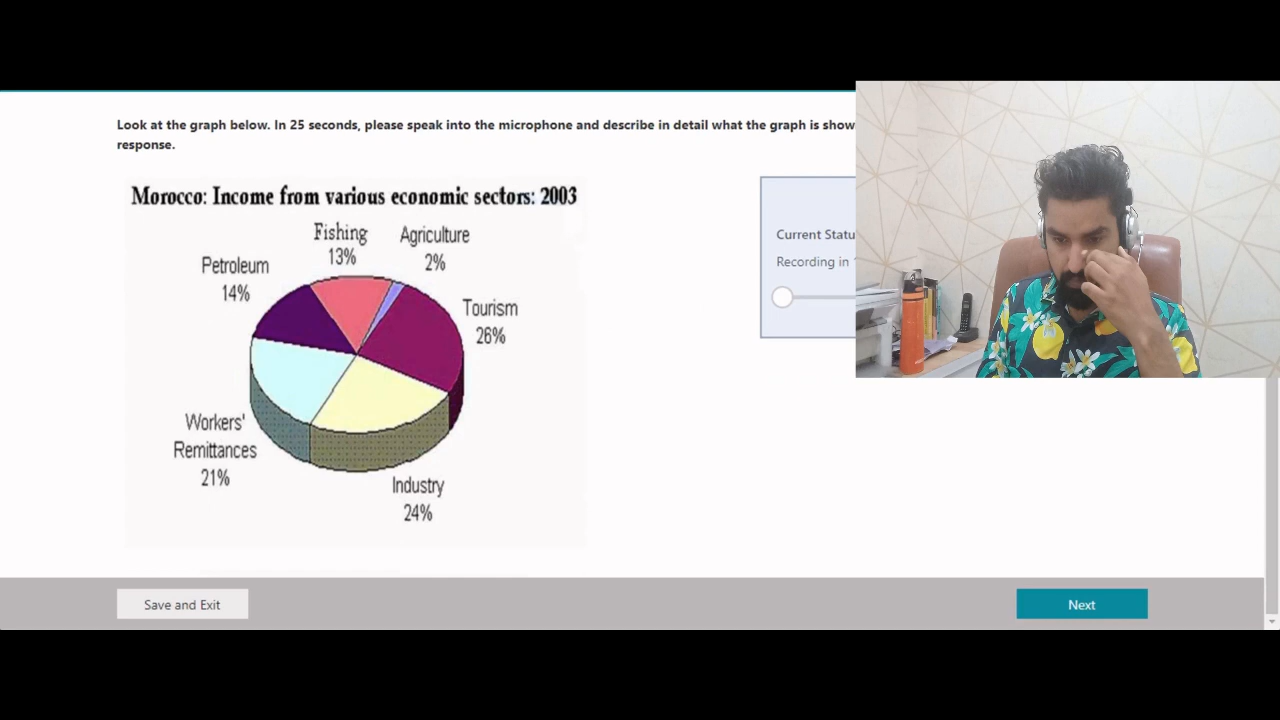 Look at the graph below. In 25 seconds, please speak into the microphone and describe in detail what the graph is show
response.
Morocco: Income from various economic sectors: 2003
Fishing
13%
Agriculture
2%
Petroleum
14%
Tourism
26%
Workers'
Remittances
21%
Industry
24%
Current Statu
Recording in
Save and Exit
Next